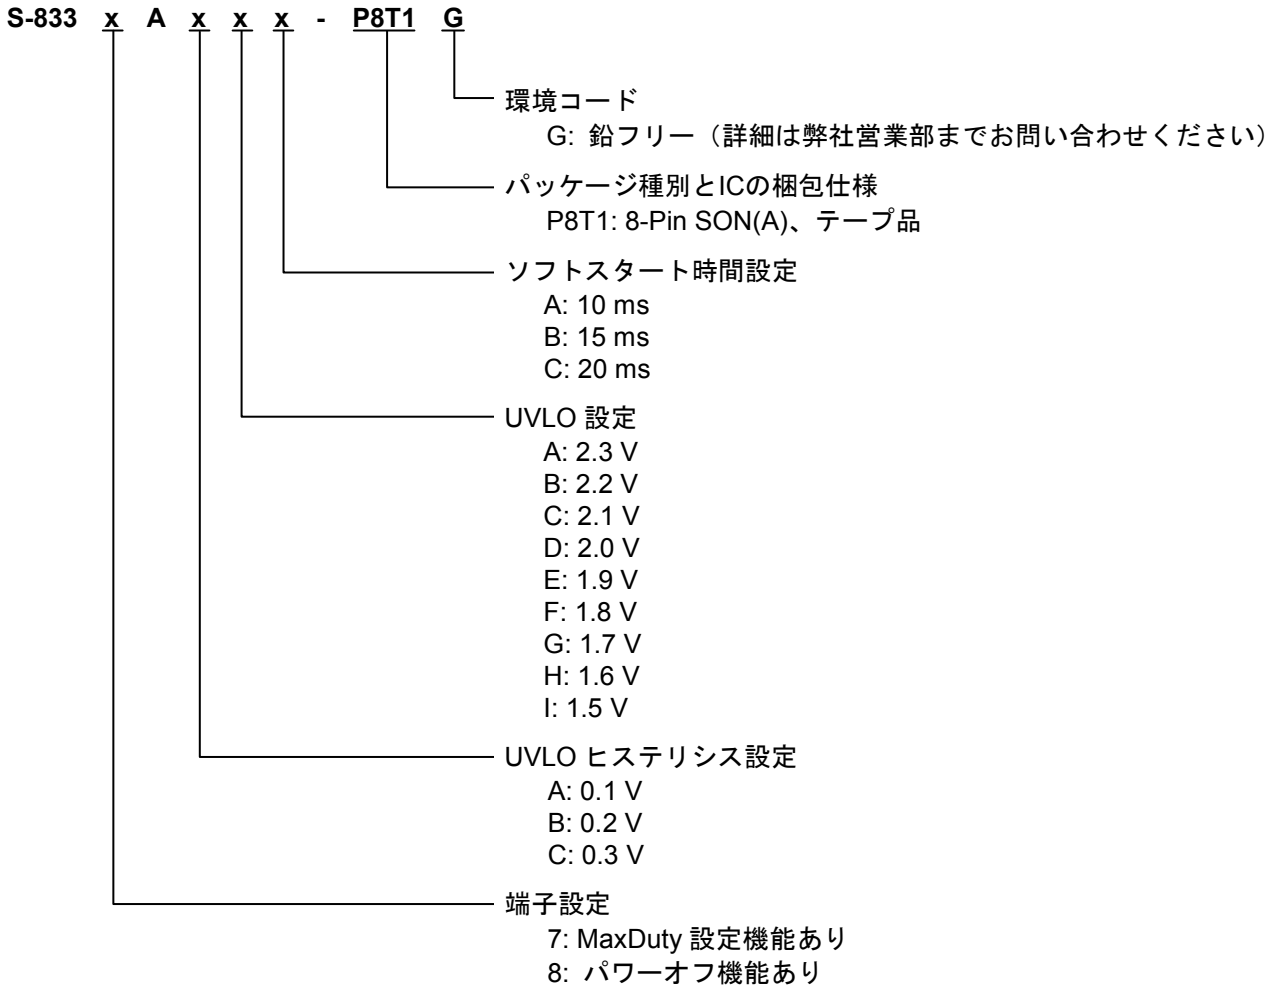 S-833 x A x x x - P8T1 G
環境コード
G: 鉛フリー（詳細は弊社営業部までお問い合わせください）
パッケージ種別とICの梱包仕様
P8T1: 8-Pin SON(A)、テープ品
ソフトスタート時間設定
A: 10 ms
B: 15 ms
C: 20 ms
UVLO 設定
A: 2.3 V
B: 2.2 V
C: 2.1 V
D: 2.0 V
E: 1.9 V
F: 1.8 V
G: 1.7 V
H: 1.6 V
I: 1.5 V
UVLO ヒステリシス設定
A: 0.1 V
B: 0.2 V
C: 0.3 V
端子設定
7: MaxDuty 設定機能あり
8: パワーオフ機能あり